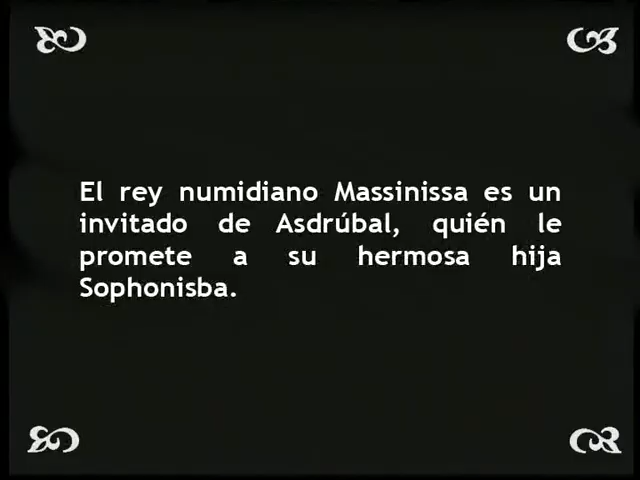 El rey numidiano Massinissa es un
invitado de Asdrúbal, quién le
promete a su hermosa hija
Sophonisba.